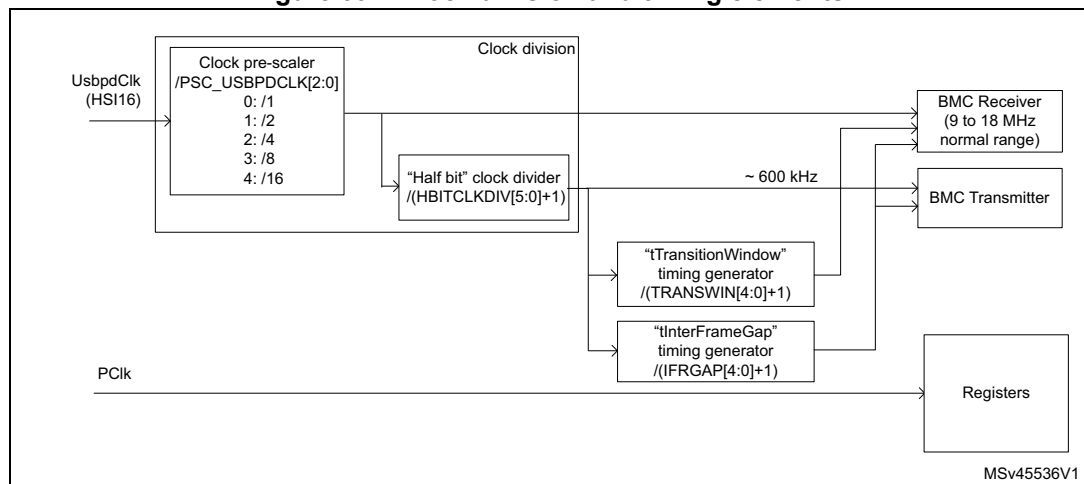 Clock division
Clock pre-scaler
/PSC_USBPDCLK[2:0]
0: /1
1: /2
2: /4
3: /8
4: /16
UsbpdClk
(HSI16)
"Half bit" clock divider
/(HBITCLKDIV[5:0]+1)
~ 600 kHz
BMC Receiver
(9 to 18 MHz
normal range)
BMC Transmitter
"tTransitionWindow"
timing generator
/(TRANSWIN[4:0]+1)
"tInterFrameGap"
timing generator
/(IFRGAP[4:0]+1)
PClk
Registers
MSv45536V1